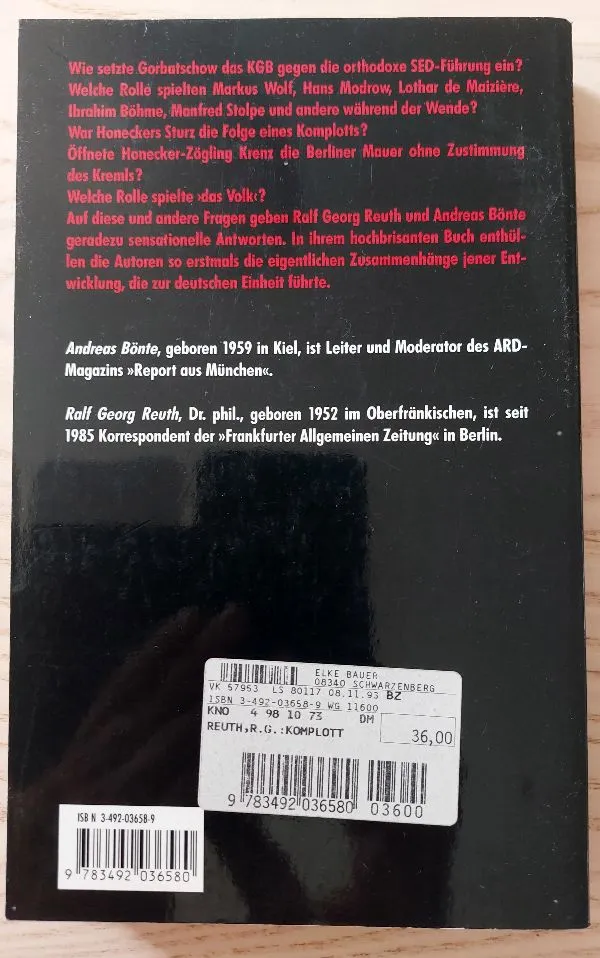 Wie setzte Gorbatschow das KGB gegen die orthodoxe SED-Führung ein?
Welche Rolle spielten Markus Wolf, Hans Modrow, Lothar de Maizière,
Ibrahim Böhme, Manfred Stolpe und andere während der Wende?
War Honeckers Sturz die Folge eines Komplotts?
Öffnete Honecker-Zögling Krenz die Berliner Mauer ohne Zustimmung
des Kremls?
Welche Rolle spielte ›das Volk‹?
Auf diese und andere Fragen geben Ralf Georg Reuth und Andreas Bönte
geradezu sensationelle Antworten. In ihrem hochbrisanten Buch enthül-
len die Autoren so erstmals die eigentlichen Zusammenhänge jener Ent-
wicklung, die zur deutschen Einheit führte.
Andreas Bönte, geboren 1959 in Kiel, ist Leiter und Moderator des ARD-
Magazins »Report aus München«.
Ralf Georg Reuth, Dr. phil., geboren 1952 im Oberfränkischen, ist seit
1985 Korrespondent der »Frankfurter Allgemeinen Zeitung« in Berlin.
ELKE BAUER
08340 SCHWARZENBERG
VK 57953 LS 80117 08.11.93 BZ
ISBN 3-492-03658-9 WG 11600
KNO 4 98 10 73 DM
36,00
REUTH,R.G.:KOMPLOTT
9 783492 036580 03600
ISBN 3-492-03658-9
9 783492 036580